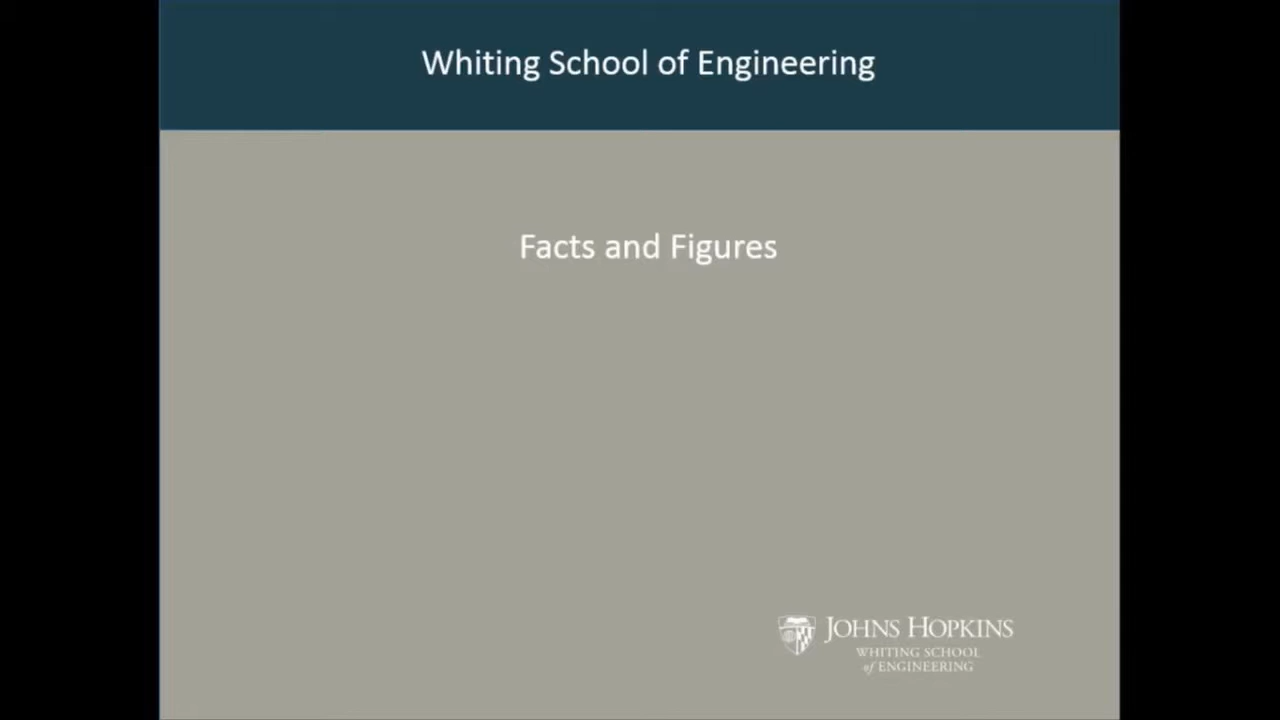 Whiting School of Engineering
Facts and Figures
JOHNS HOPKINS
WHITING SCHOOL
of ENGINEERING